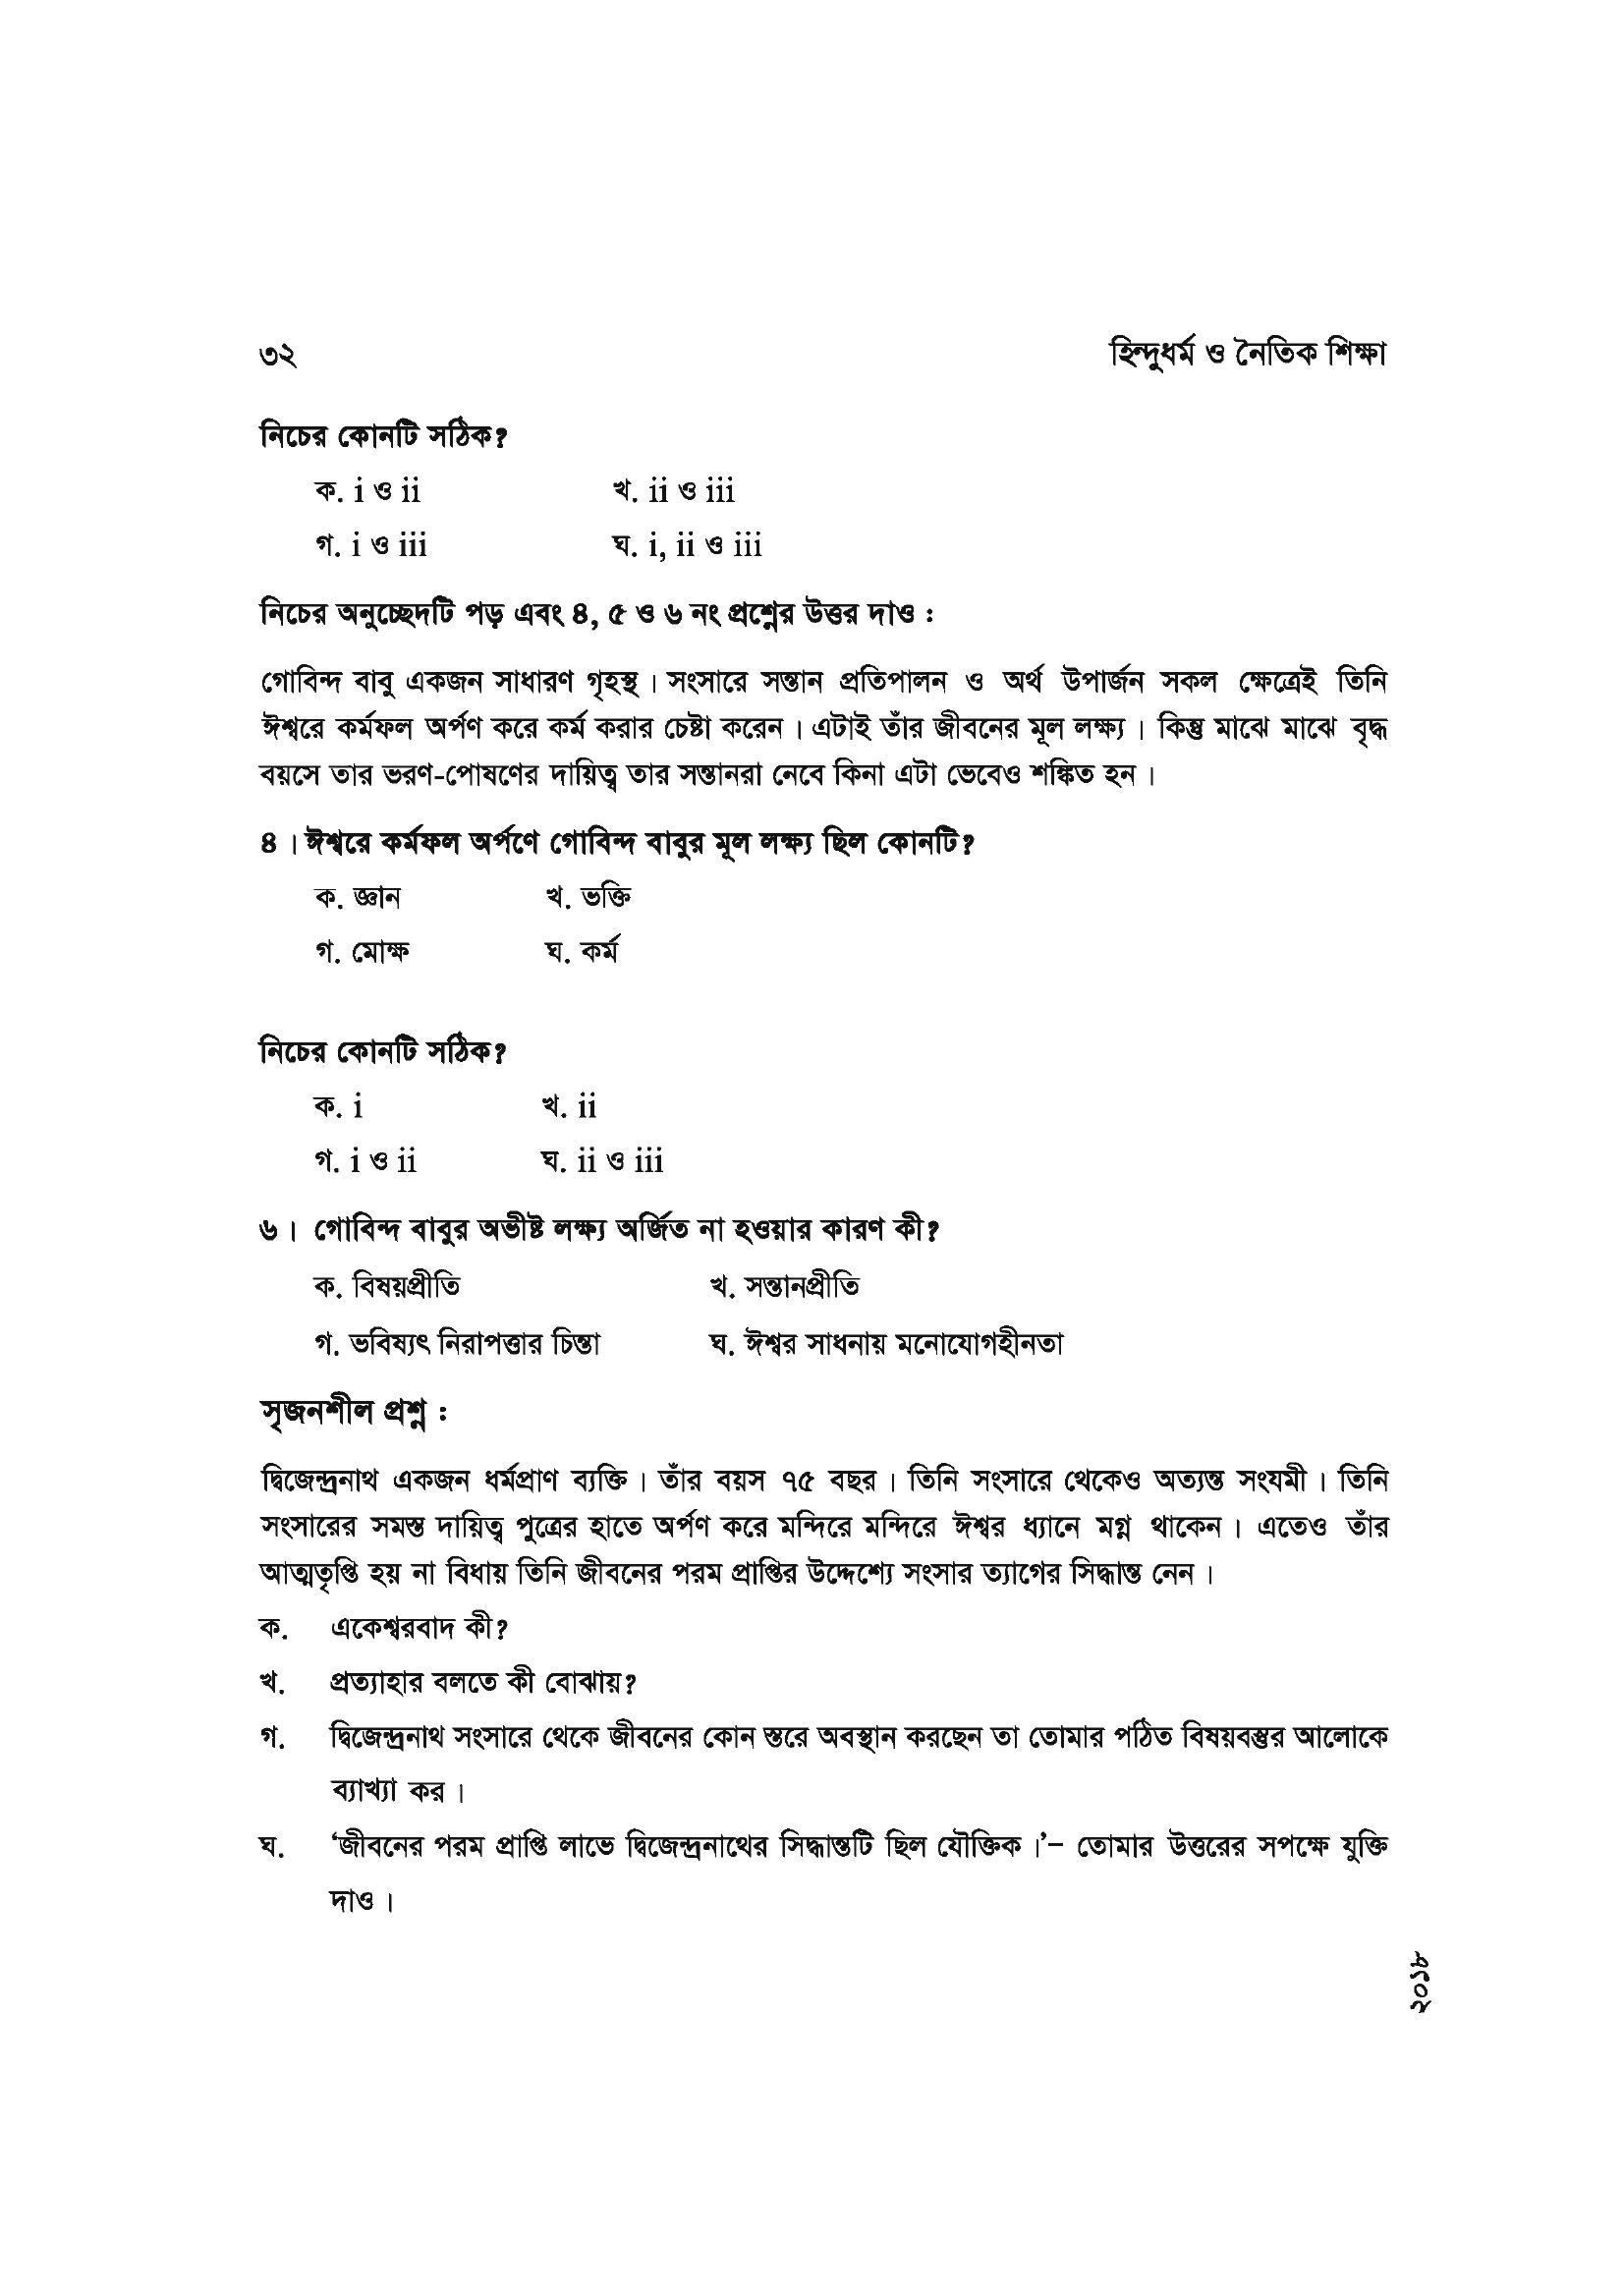 ৩২ হিন্দুধর্ম ও নৈতিক শিক্ষা
নিচের কোনটি সঠিক?
ক. i ও ii খ. ii ও iii
গ. i ও iii ঘ. i, ii ও iii
নিচের অনুচ্ছেদটি পড় এবং ৪, ৫ ও ৬ নং প্রশ্নের উত্তর দাও :
গোবিন্দ বাবু একজন সাধারণ গৃহস্থ। সংসারে সন্তান প্রতিপালন ও অর্থ উপার্জন সকল ক্ষেত্রেই তিনি
ঈশ্বরে কর্মফল অর্পণ করে কর্ম করার চেষ্টা করেন। এটাই তাঁর জীবনের মূল লক্ষ্য। কিন্তু মাঝে মাঝে বৃদ্ধ
বয়সে তার ভরণ-পোষণের দায়িত্ব তার সন্তানরা নেবে কিনা এটা ভেবেও শঙ্কিত হন।
৪। ঈশ্বরে কর্মফল অর্পণে গোবিন্দ বাবুর মূল লক্ষ্য ছিল কোনটি?
ক. জ্ঞান খ. ভক্তি
গ. মোক্ষ ঘ. কর্ম
নিচের কোনটি সঠিক?
ক. i খ. ii
গ. i ও ii ঘ. ii ও iii
৬। গোবিন্দ বাবুর অভীষ্ট লক্ষ্য অর্জিত না হওয়ার কারণ কী?
ক. বিষয়প্রীতি খ. সন্তানপ্রীতি
গ. ভবিষ্যৎ নিরাপত্তার চিন্তা ঘ. ঈশ্বর সাধনায় মনোযোগহীনতা
সৃজনশীল প্রশ্ন :
দ্বিজেন্দ্রনাথ একজন ধর্মপ্রাণ ব্যক্তি। তাঁর বয়স ৭৫ বছর। তিনি সংসারে থেকেও অত্যন্ত সংযমী। তিনি
সংসারের সমস্ত দায়িত্ব পুত্রের হাতে অর্পণ করে মন্দিরে মন্দিরে ঈশ্বর ধ্যানে মগ্ন থাকেন। এতেও তাঁর
আত্মতৃপ্তি হয় না বিধায় তিনি জীবনের পরম প্রাপ্তির উদ্দেশ্যে সংসার ত্যাগের সিদ্ধান্ত নেন।
ক. একেশ্বরবাদ কী?
খ. প্রত্যাহার বলতে কী বোঝায়?
গ. দ্বিজেন্দ্রনাথ সংসারে থেকে জীবনের কোন স্তরে অবস্থান করছেন তা তোমার পঠিত বিষয়বস্তুর আলোকে
ব্যাখ্যা কর।
ঘ. ‘জীবনের পরম প্রাপ্তি লাভে দ্বিজেন্দ্রনাথের সিদ্ধান্তটি ছিল যৌক্তিক।’– তোমার উত্তরের সপক্ষে যুক্তি
দাও।
২০১৮